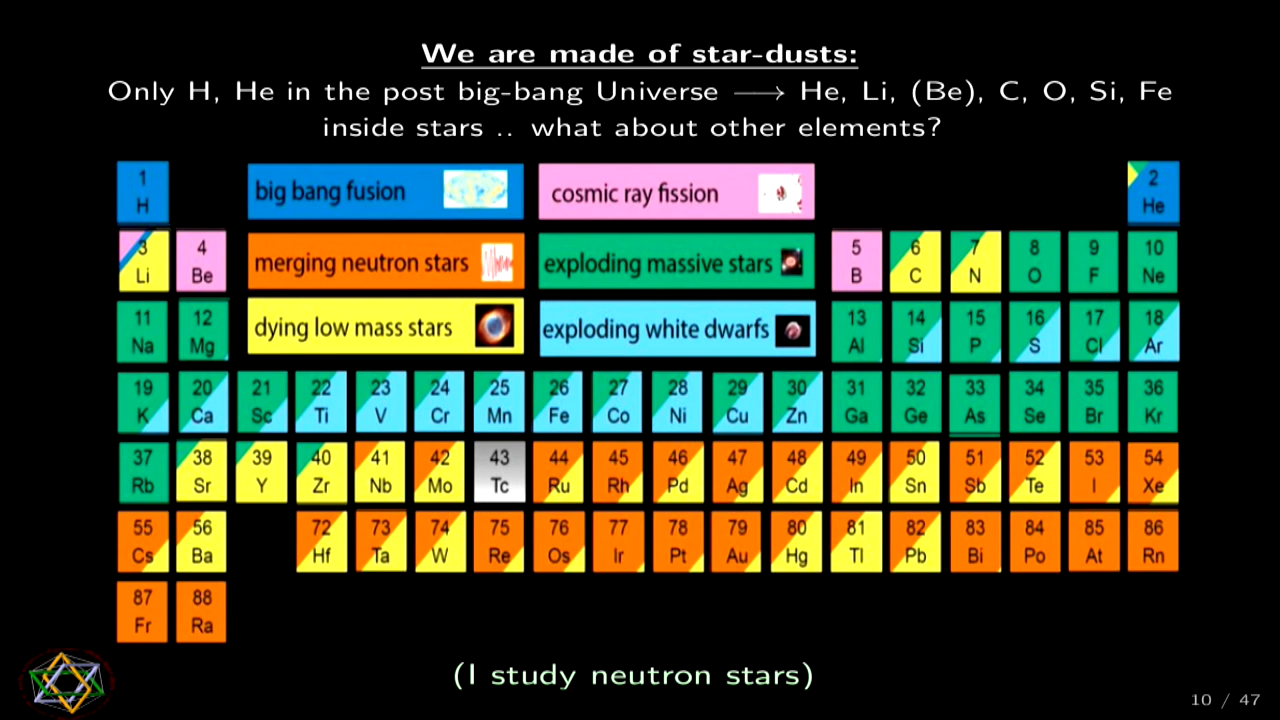 We are made of star-dusts:
Only H, He in the post big-bang Universe ⟶ He, Li, (Be), C, O, Si, Fe
inside stars .. what about other elements?
1 2
H big bang fusion cosmic ray fission He
3 4 5 6 7 8 9 10
Li Be merging neutron stars exploding massive stars B C N O F Ne
11 12 dying low mass stars exploding white dwarfs 13 14 15 16 17 18
Na Mg Al Si P S Cl Ar
19 20 21 22 23 24 25 26 27 28 29 30 31 32 33 34 35 36
K Ca Sc Ti V Cr Mn Fe Co Ni Cu Zn Ga Ge As Se Br Kr
37 38 39 40 41 42 43 44 45 46 47 48 49 50 51 52 53 54
Rb Sr Y Zr Nb Mo Tc Ru Rh Pd Ag Cd In Sn Sb Te I Xe
55 56 72 73 74 75 76 77 78 79 80 81 82 83 84 85 86
Cs Ba Hf Ta W Re Os Ir Pt Au Hg Tl Pb Bi Po At Rn
87 88
Fr Ra
(I study neutron stars)
10 / 47